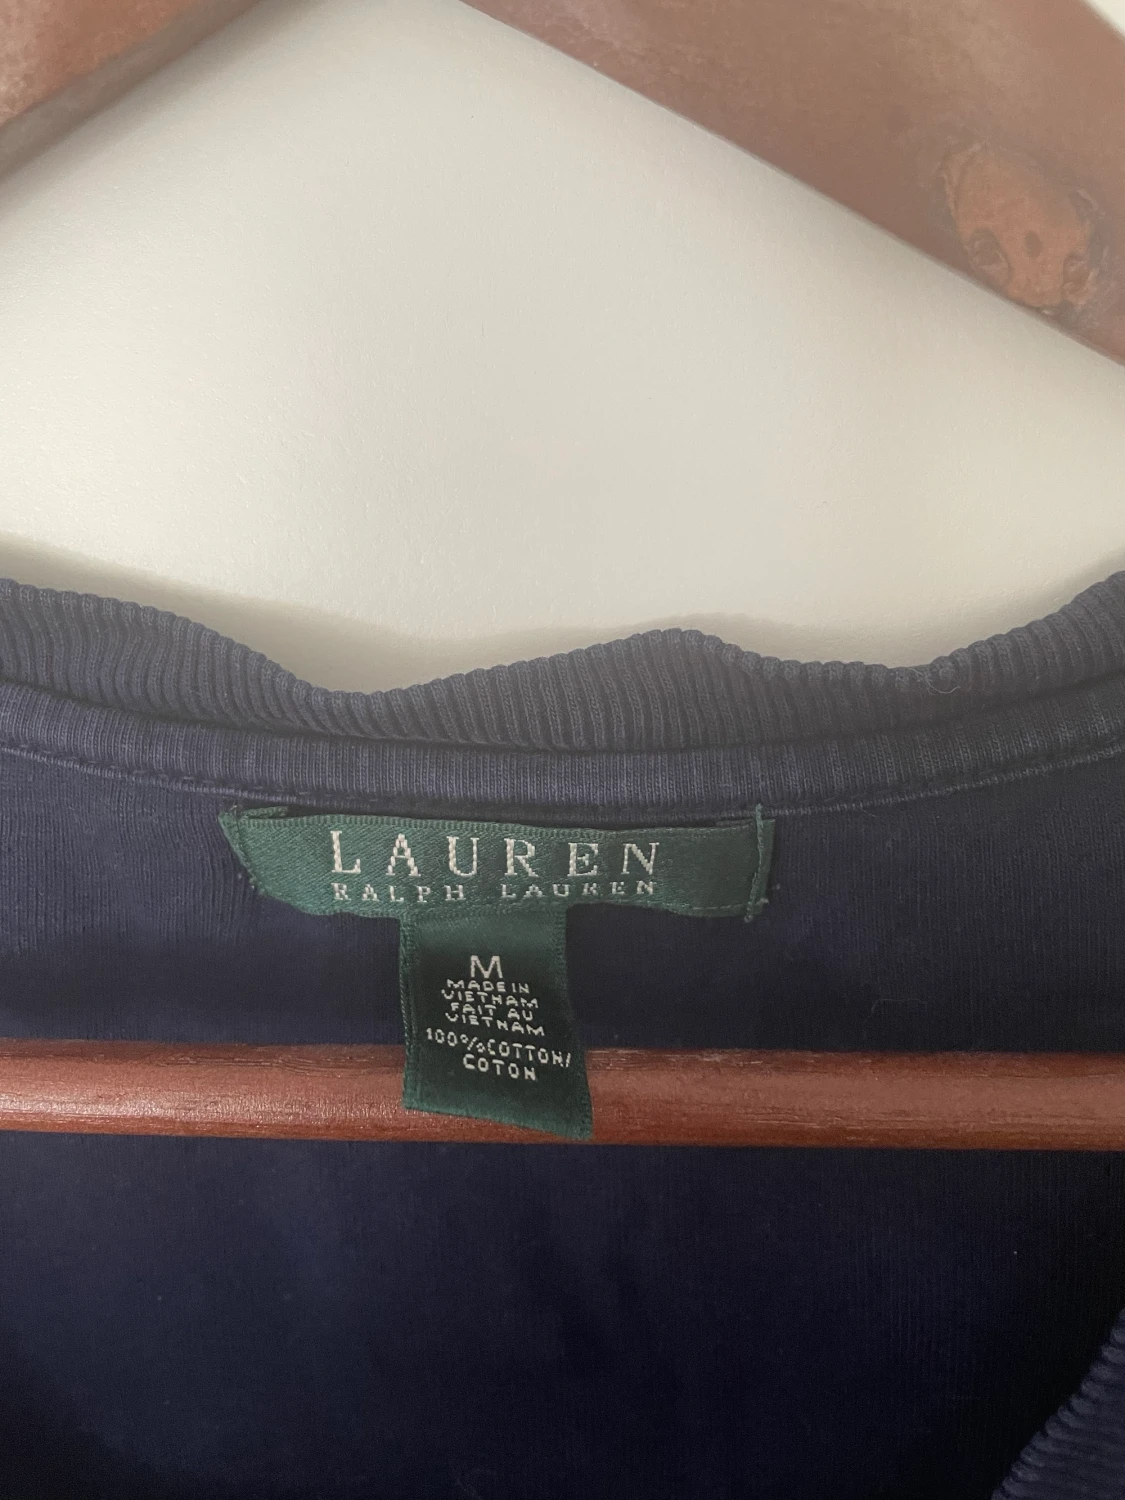 LAUREN
RALPH LAUREN
M
MADE IN
VIETNAM
FAIT AU
VIETNAM
100%COTTON/
COTON